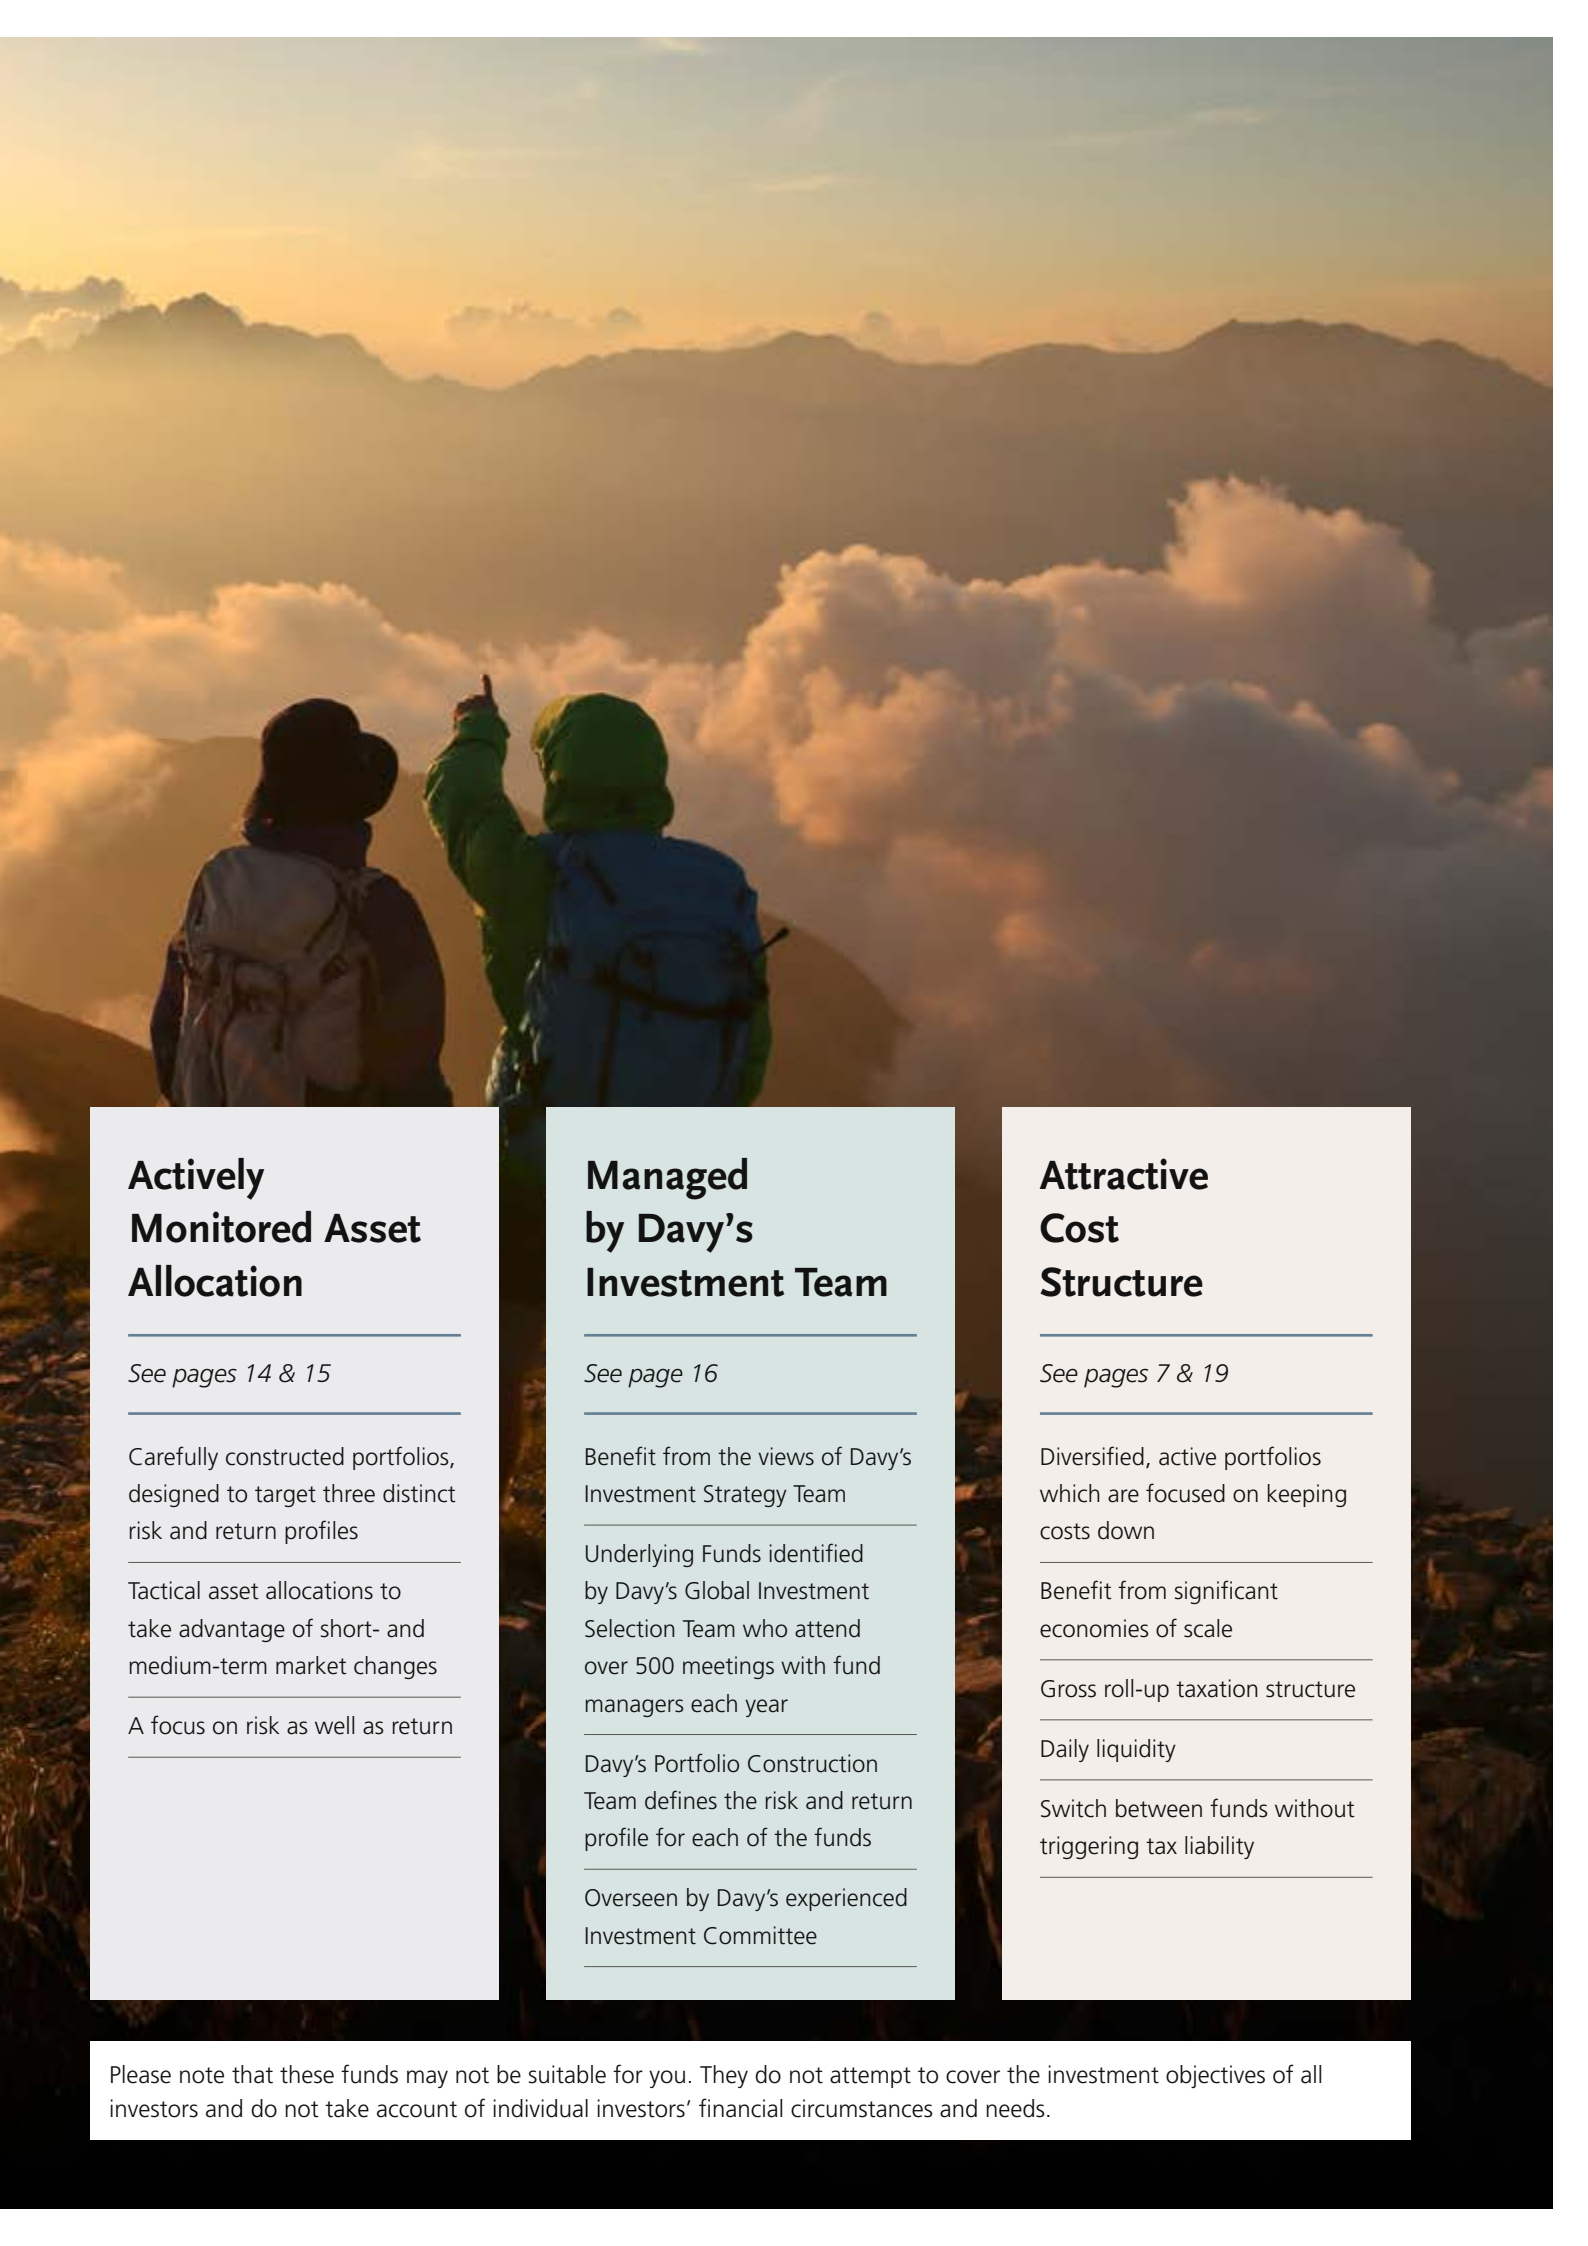 Actively
Monitored Asset
Allocation
See pages 14 & 15
Carefully constructed portfolios,
designed to target three distinct
risk and return profiles
Tactical asset allocations to
take advantage of short- and
medium-term market changes
A focus on risk as well as return
Managed
by Davy’s
Investment Team
See page 16
Benefit from the views of Davy’s
Investment Strategy Team
Underlying Funds identified
by Davy’s Global Investment
Selection Team who attend
over 500 meetings with fund
managers each year
Davy’s Portfolio Construction
Team defines the risk and return
profile for each of the funds
Overseen by Davy’s experienced
Investment Committee
Attractive
Cost
Structure
See pages 7 & 19
Diversified, active portfolios
which are focused on keeping
costs down
Benefit from significant
economies of scale
Gross roll-up taxation structure
Daily liquidity
Switch between funds without
triggering tax liability
Please note that these funds may not be suitable for you. They do not attempt to cover the investment objectives of all
investors and do not take account of individual investors’ financial circumstances and needs.